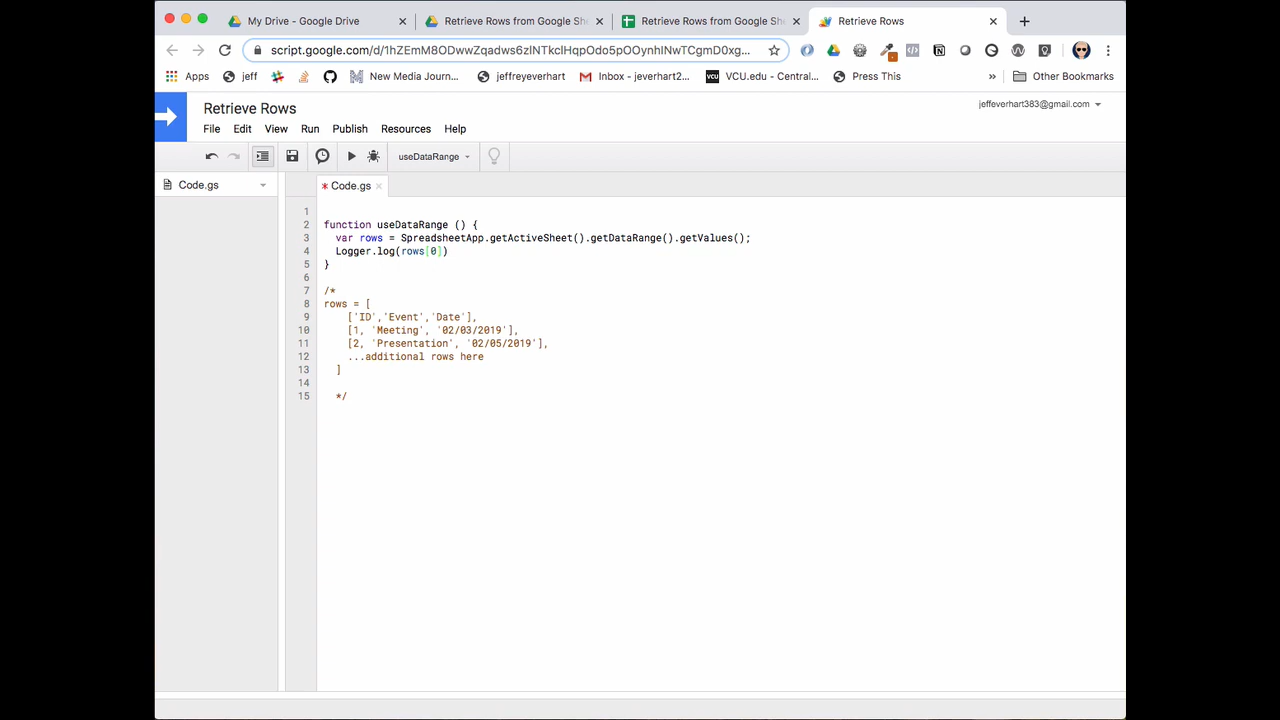 My Drive - Google Drive
Retrieve Rows from Google She
Retrieve Rows from Google She
Retrieve Rows
script.google.com/d/1hZEmM8ODwwZqadws6zINTkclHqpOdo5pOOynhlNwTCgmD0xg...
Apps
jeff
New Media Journ...
jeffreyeverhart
Inbox - jeverhart2...
VCU VCU.edu - Central...
Press This
»
Other Bookmarks
Retrieve Rows
jeffeverhart383@gmail.com
File Edit View Run Publish Resources Help
useDataRange
Code.gs
* Code.gs
1
2 function useDataRange () {
3 var rows = SpreadsheetApp.getActiveSheet().getDataRange().getValues();
4 Logger.log(rows[0])
5 }
6
7 /*
8 rows = [
9 ['ID','Event','Date'],
10 [1, 'Meeting', '02/03/2019'],
11 [2, 'Presentation', '02/05/2019'],
12 ...additional rows here
13 ]
14
15 */